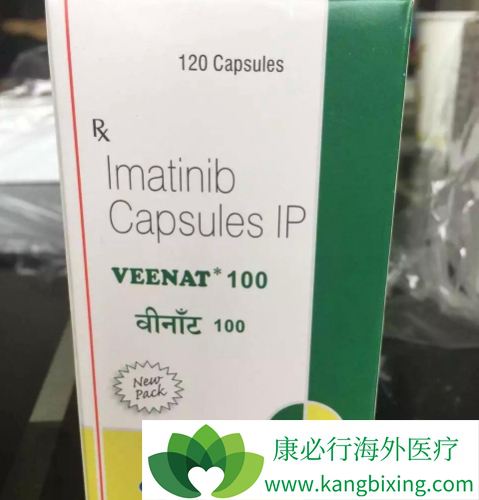 120 Capsules
Rx
Imatinib
Capsules IP
VEENAT* 100
वीनॉंट 100
New
Pack
康必行海外医疗
www.kangbixing.com